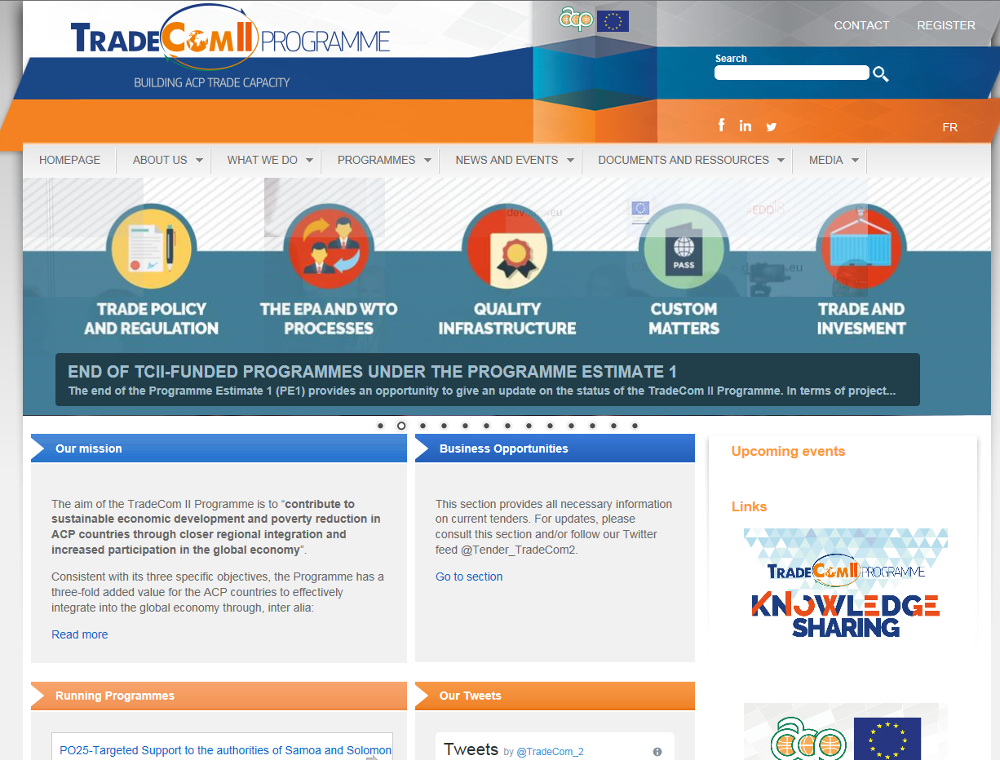 acp
CONTACT
REGISTER
TRADECOMII PROGRAMME
BUILDING ACP TRADE CAPACITY
Search
FR
HOMEPAGE
ABOUT US
WHAT WE DO
PROGRAMMES
NEWS AND EVENTS
DOCUMENTS AND RESSOURCES
MEDIA
#EDD18
PASS
TRADE POLICY
AND REGULATION
THE EPA AND WTO
PROCESSES
QUALITY
INFRASTRUCTURE
CUSTOM
MATTERS
TRADE AND
INVESMENT
END OF TCII-FUNDED PROGRAMMES UNDER THE PROGRAMME ESTIMATE 1
The end of the Programme Estimate 1 (PE1) provides an opportunity to give an update on the status of the TradeCom II Programme. In terms of project...
Our mission
The aim of the TradeCom II Programme is to “contribute to
sustainable economic development and poverty reduction in
ACP countries through closer regional integration and
increased participation in the global economy”.
Consistent with its three specific objectives, the Programme has a
three-fold added value for the ACP countries to effectively
integrate into the global economy through, inter alia:
Read more
Business Opportunities
This section provides all necessary information
on current tenders. For updates, please
consult this section and/or follow our Twitter
feed @Tender_TradeCom2.
Go to section
Upcoming events
Links
TRADECOMII PROGRAMME
KNOWLEDGE
SHARING
Running Programmes
PO25-Targeted Support to the authorities of Samoa and Solomon
Our Tweets
Tweets by @TradeCom_2
acp